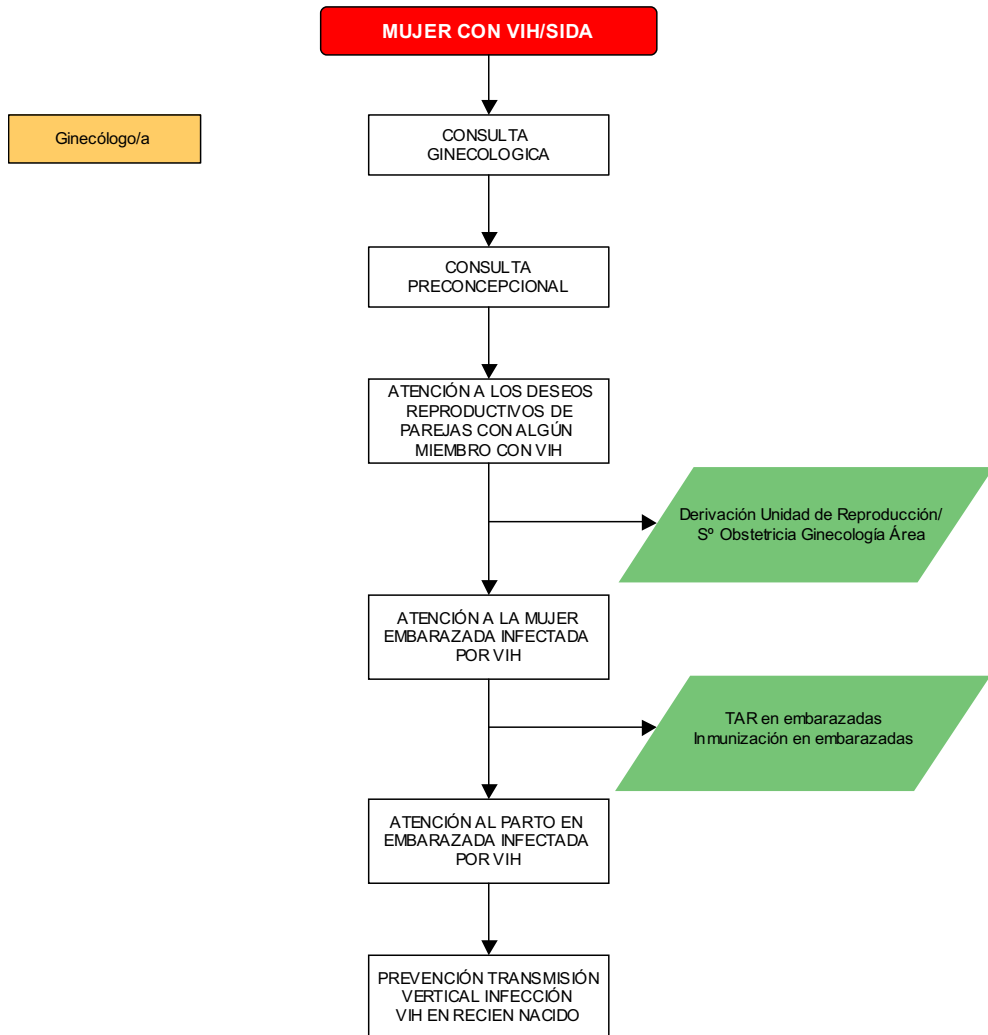 MUJER CON VIH/SIDA
Ginecólogo/a
CONSULTA
GINECOLOGICA
CONSULTA
PRECONCEPCIONAL
ATENCIÓN A LOS DESEOS
REPRODUCTIVOS DE
PAREJAS CON ALGÚN
MIEMBRO CON VIH
Derivación Unidad de Reproducción/
Sº Obstetricia Ginecología Área
ATENCIÓN A LA MUJER
EMBARAZADA INFECTADA
POR VIH
TAR en embarazadas
Inmunización en embarazadas
ATENCIÓN AL PARTO EN
EMBARAZADA INFECTADA
POR VIH
PREVENCIÓN TRANSMISIÓN
VERTICAL INFECCIÓN
VIH EN RECIEN NACIDO